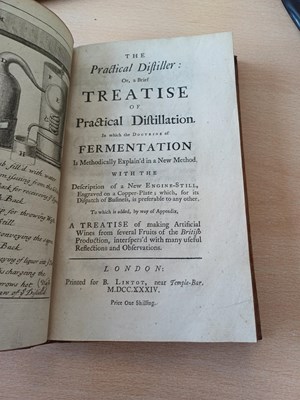 THE
Practical Distiller:
Or, a Brief
TREATISE
OF
Practical Distillation.
In which the DOCTRINE of
FERMENTATION
Is Methodically Explain'd in a New Method.
WITH THE
Description of a New ENGINE-STILL,
Engraved on a Copper-Plate; which, for its
Dispatch of Business, is preferable to any other.
To which is added, by way of Appendix,
A TREATISE of making Artificial
Wines from several Fruits of the British
Production, interspers'd with many useful
Reflections and Observations.
LONDON:
Printed for B. LINTOT, near Temple-Bar.
M.DCC.XXXIV.
Price One Shilling.